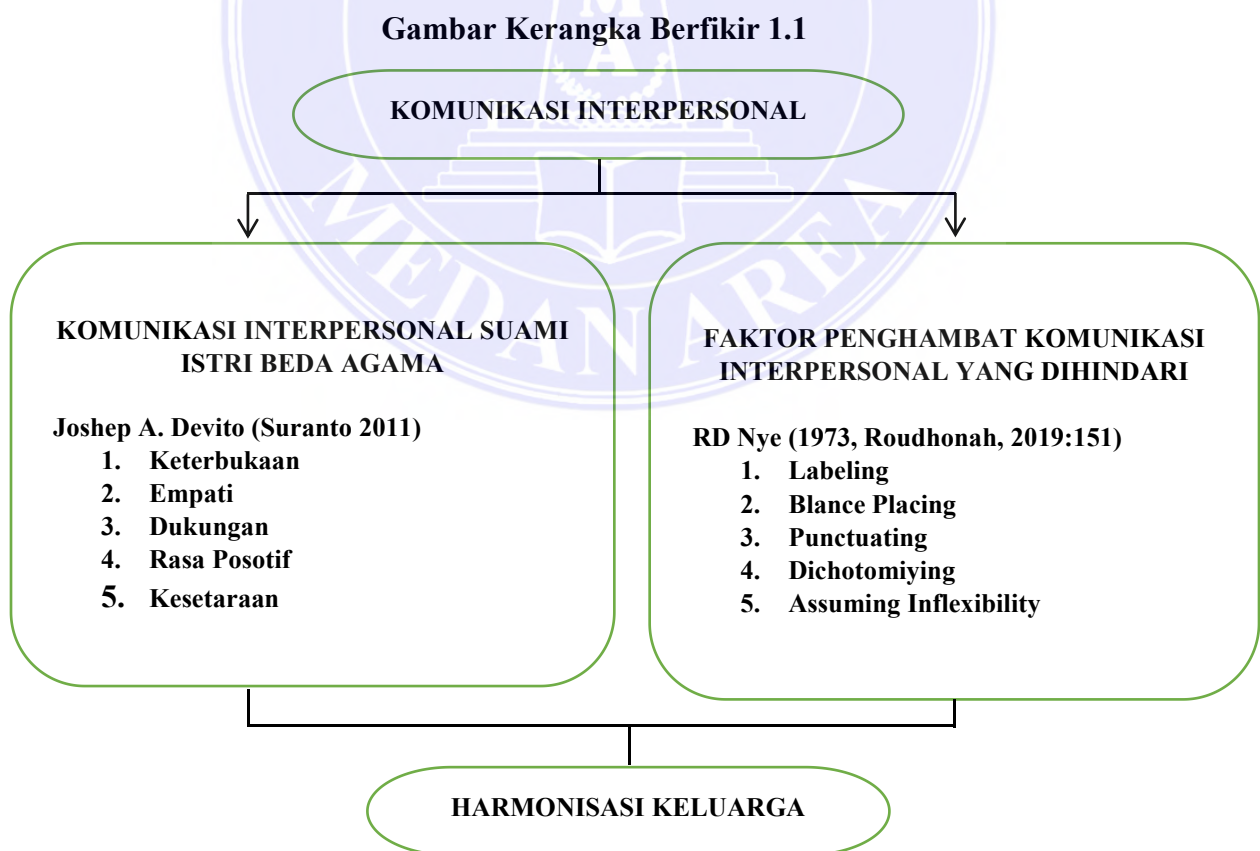 Gambar Kerangka Berfikir 1.1
M
A
KOMUNIKASI INTERPERSONAL
MEDAN AREA
KOMUNIKASI INTERPERSONAL SUAMI
ISTRI BEDA AGAMA
Joshep A. Devito (Suranto 2011)
1. Keterbukaan
2. Empati
3. Dukungan
4. Rasa Posotif
5. Kesetaraan
FAKTOR PENGHAMBAT KOMUNIKASI
INTERPERSONAL YANG DIHINDARI
RD Nye (1973, Roudhonah, 2019:151)
1. Labeling
2. Blance Placing
3. Punctuating
4. Dichotomiying
5. Assuming Inflexibility
HARMONISASI KELUARGA